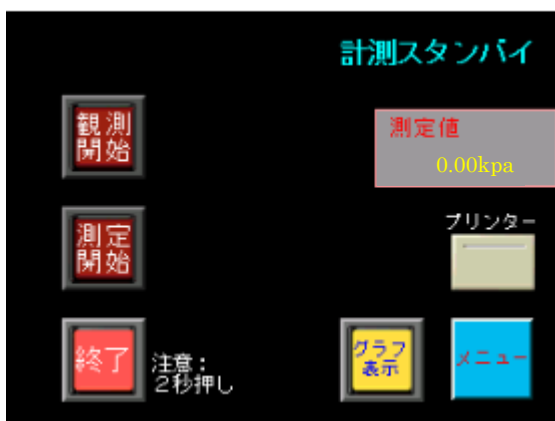 計測スタンバイ
観測
開始
測定値
0.00kpa
測定
開始
プリンター
終了
注意：
2秒押し
グラフ
表示
メニュー